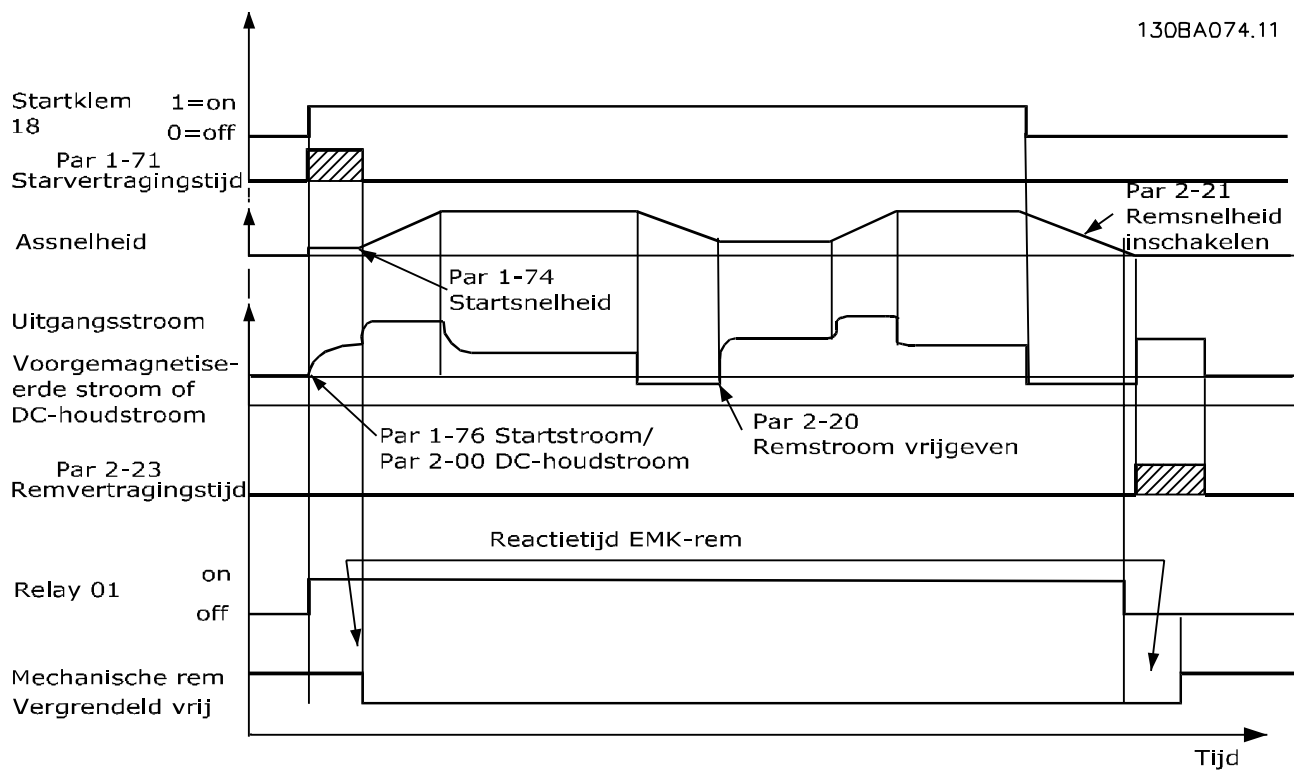 130BA074.11
Startklem 1=on
18 0=off
Par 1-71
Starvertragingstijd
Par 2-21
Remsnelheid
inschakelen
Assnelheid
Par 1-74
Startsnelheid
Uitgangsstroom
Voorgemagnetise-
erde stroom of
DC-houdstroom
Par 1-76 Startstroom/
Par 2-00 DC-houdstroom
Par 2-20
Remstroom vrijgeven
Par 2-23
Remvertragingstijd
Reactietijd EMK-rem
Relay 01
on
off
Mechanische rem
Vergrendeld vrij
Tijd